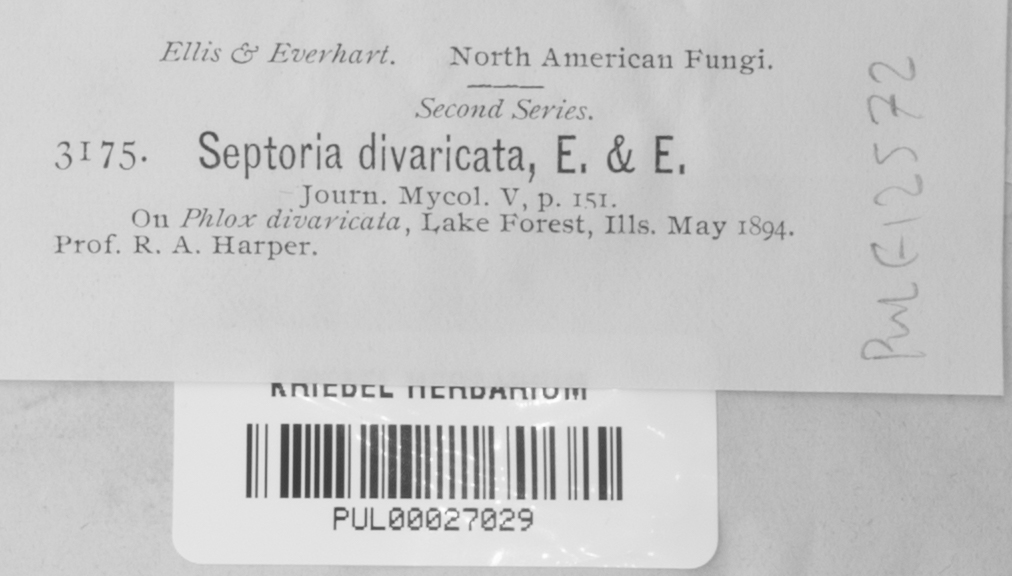 Ellis & Everhart. North American Fungi.
Second Series.
3175. Septoria divaricata, E. & E.
Journ. Mycol. V, p. 151.
On Phlox divaricata, Lake Forest, Ills. May 1894.
Prof. R. A. Harper.
PUL F12572
KRIEBEL HERBARIUM
PUL00027029